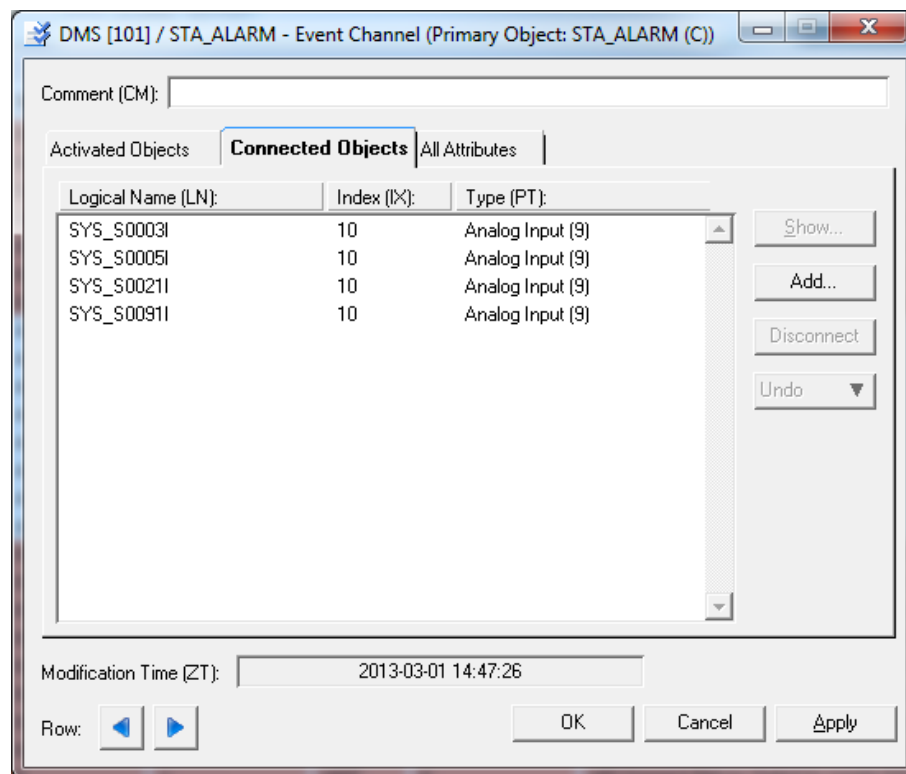 DMS [101] / STA_ALARM - Event Channel (Primary Object: STA_ALARM (C))
Comment (CM):
Activated Objects Connected Objects All Attributes
Logical Name (LN): Index (IX): Type (PT):
SYS_S0003I 10 Analog Input (9)
SYS_S0005I 10 Analog Input (9)
SYS_S0021I 10 Analog Input (9)
SYS_S0091I 10 Analog Input (9)
Show...
Add...
Disconnect
Undo
Modification Time (ZT): 2013-03-01 14:47:26
Row: OK Cancel Apply